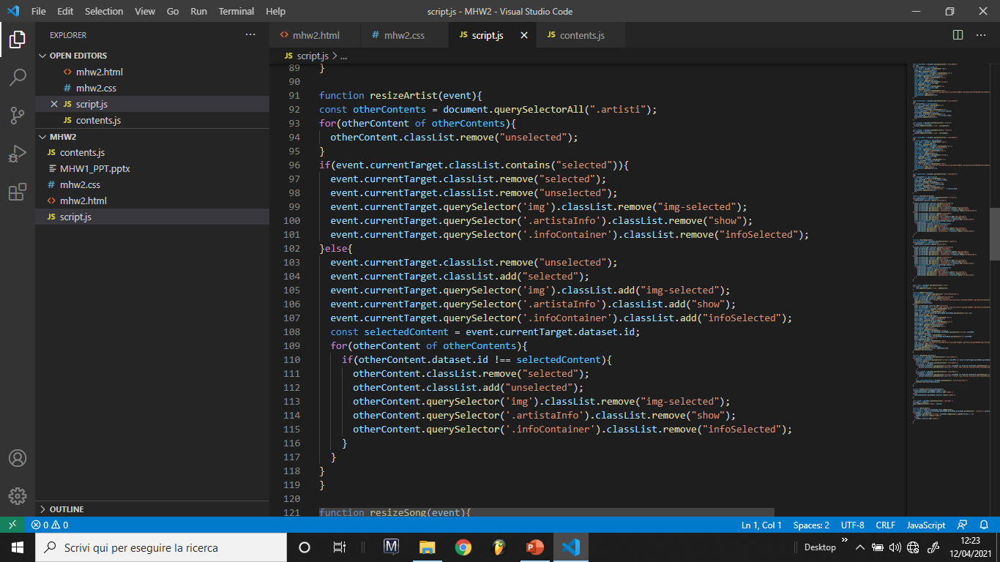 File Edit Selection View Go Run Terminal Help script.js - MHW2 - Visual Studio Code
EXPLORER
OPEN EDITORS
mhw2.html
mhw2.css
script.js
contents.js
MHW2
contents.js
MHW1_PPT.pptx
mhw2.css
mhw2.html
script.js
OUTLINE
mhw2.html mhw2.css script.js contents.js
script.js > ...
89 }
90
91 function resizeArtist(event){
92 const otherContents = document.querySelectorAll(".artisti");
93 for(otherContent of otherContents){
94   otherContent.classList.remove("unselected");
95 }
96 if(event.currentTarget.classList.contains("selected")){
97   event.currentTarget.classList.remove("selected");
98   event.currentTarget.classList.remove("unselected");
99   event.currentTarget.querySelector('img').classList.remove("img-selected");
100   event.currentTarget.querySelector('.artistaInfo').classList.remove("show");
101   event.currentTarget.querySelector('.infoContainer').classList.remove("infoSelected");
102 }else{
103   event.currentTarget.classList.remove("unselected");
104   event.currentTarget.classList.add("selected");
105   event.currentTarget.querySelector('img').classList.add("img-selected");
106   event.currentTarget.querySelector('.artistaInfo').classList.add("show");
107   event.currentTarget.querySelector('.infoContainer').classList.add("infoSelected");
108   const selectedContent = event.currentTarget.dataset.id;
109   for(otherContent of otherContents){
110     if(otherContent.dataset.id !== selectedContent){
111       otherContent.classList.remove("selected");
112       otherContent.classList.add("unselected");
113       otherContent.querySelector('img').classList.remove("img-selected");
114       otherContent.querySelector('.artistaInfo').classList.remove("show");
115       otherContent.querySelector('.infoContainer').classList.remove("infoSelected");
116     }
117   }
118 }
119 }
120
121 function resizeSong(event){
0 0 Ln 1, Col 1 Spaces: 2 UTF-8 CRLF JavaScript
Scrivi qui per eseguire la ricerca
Desktop
12:23
12/04/2021